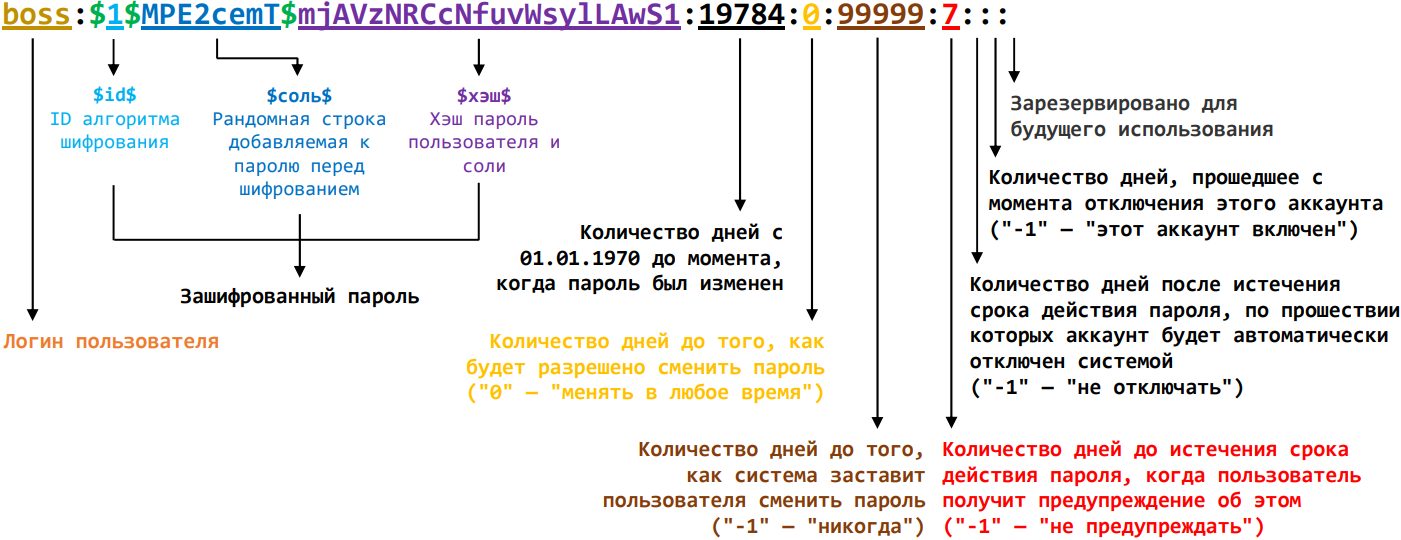 boss:$1$MPE2cemT$mjAVzNRCcNfuvWsylLAwS1:19784:0:99999:7:::
$id$
ID алгоритма
шифрования
$соль$
Рандомная строка
добавляемая к
паролю перед
шифрованием
$хэш$
Хэш пароль
пользователя и
соли
Зашифрованный пароль
Логин пользователя
Количество дней с
01.01.1970 до момента,
когда пароль был изменен
Количество дней до того, как
будет разрешено сменить пароль
("0" — "менять в любое время")
Количество дней до того,
как система заставит
пользователя сменить пароль
("-1" — "никогда")
Количество дней до истечения срока
действия пароля, когда пользователь
получит предупреждение об этом
("-1" — "не предупреждать")
Количество дней после истечения
срока действия пароля, по прошествии
которых аккаунт будет автоматически
отключен системой
("-1" — "не отключать")
Количество дней, прошедшее с
момента отключения этого аккаунта
("-1" — "этот аккаунт включен")
Зарезервировано для
будущего использования